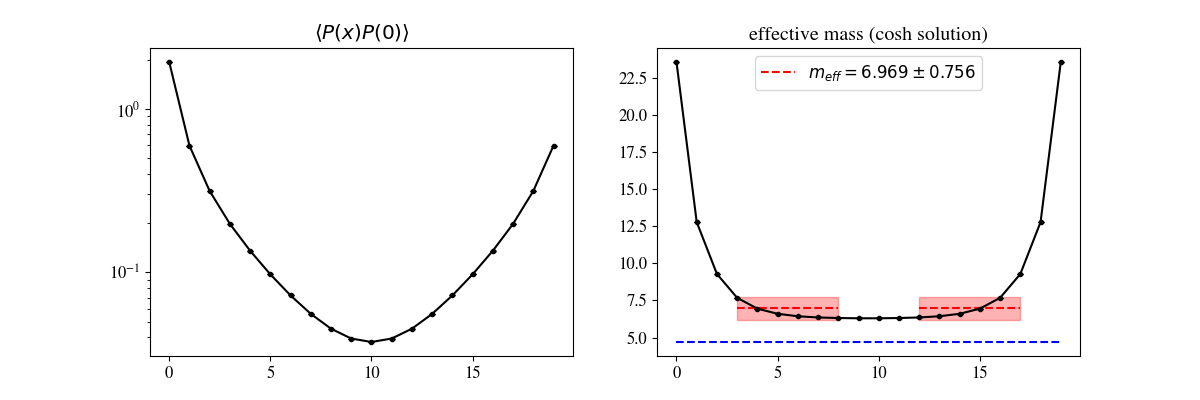 ⟨P(x)P(0)⟩
10⁰
10⁻¹
0 5 10 15
effective mass (cosh solution)
m_eff = 6.969 ± 0.756
22.5
20.0
17.5
15.0
12.5
10.0
7.5
5.0
0 5 10 15